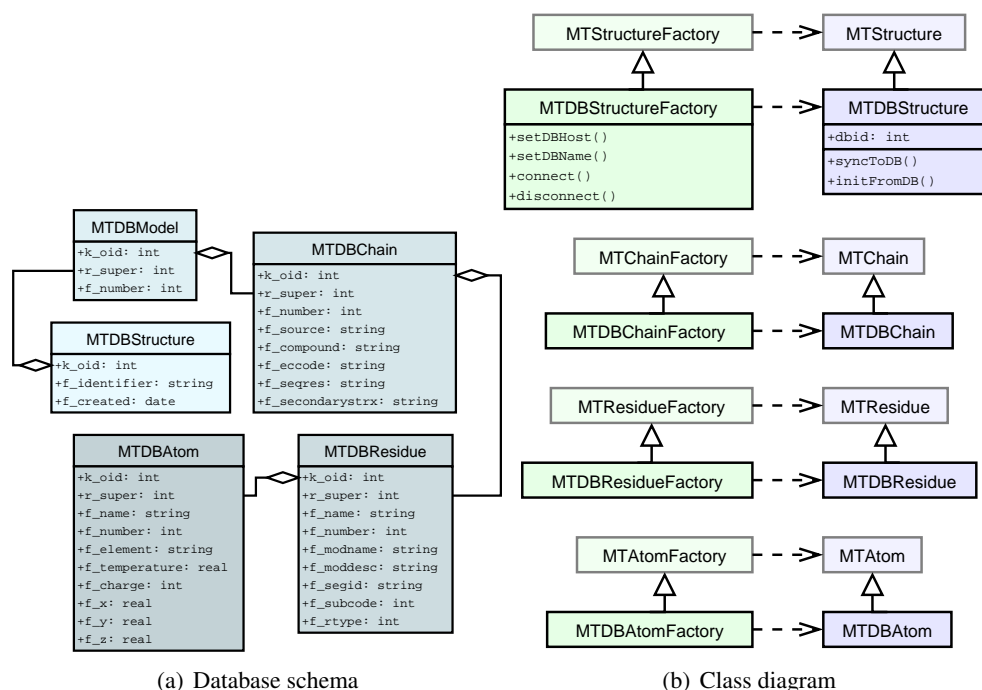 MTDBModel
+k_oid: int
+r_super: int
+f_number: int
MTDBStructure
+k_oid: int
+f_identifier: string
+f_created: date
MTDBChain
+k_oid: int
+r_super: int
+f_number: int
+f_source: string
+f_compound: string
+f_eccode: string
+f_seqres: string
+f_secondarystrx: string
MTDBAtom
+k_oid: int
+r_super: int
+f_name: string
+f_number: int
+f_element: string
+f_temperature: real
+f_charge: int
+f_x: real
+f_y: real
+f_z: real
MTDBResidue
+k_oid: int
+r_super: int
+f_name: string
+f_number: int
+f_modname: string
+f_moddesc: string
+f_segid: string
+f_subcode: int
+f_rtype: int
(a) Database schema
MTStructureFactory
MTStructure
MTDBStructureFactory
+setDBHost()
+setDBName()
+connect()
+disconnect()
MTDBStructure
+dbid: int
+syncToDB()
+initFromDB()
MTChainFactory
MTChain
MTDBChainFactory
MTDBChain
MTResidueFactory
MTResidue
MTDBResidueFactory
MTDBResidue
MTAtomFactory
MTAtom
MTDBAtomFactory
MTDBAtom
(b) Class diagram